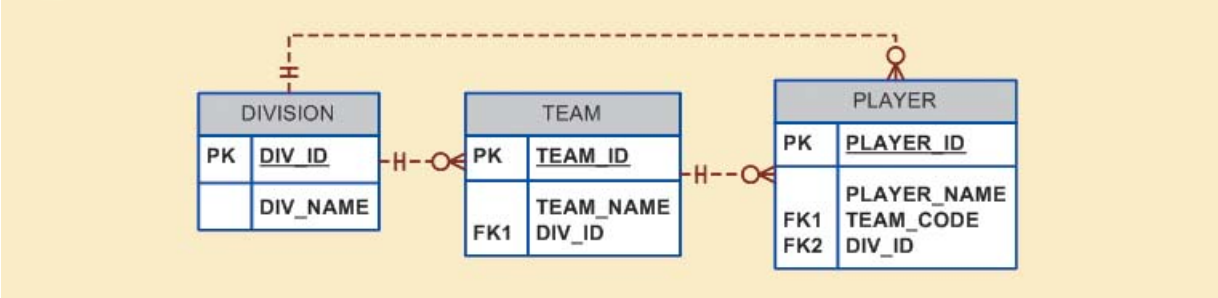 DIVISION
PK DIV_ID
DIV_NAME
TEAM
PK TEAM_ID
TEAM_NAME
FK1 DIV_ID
PLAYER
PK PLAYER_ID
PLAYER_NAME
FK1 TEAM_CODE
FK2 DIV_ID